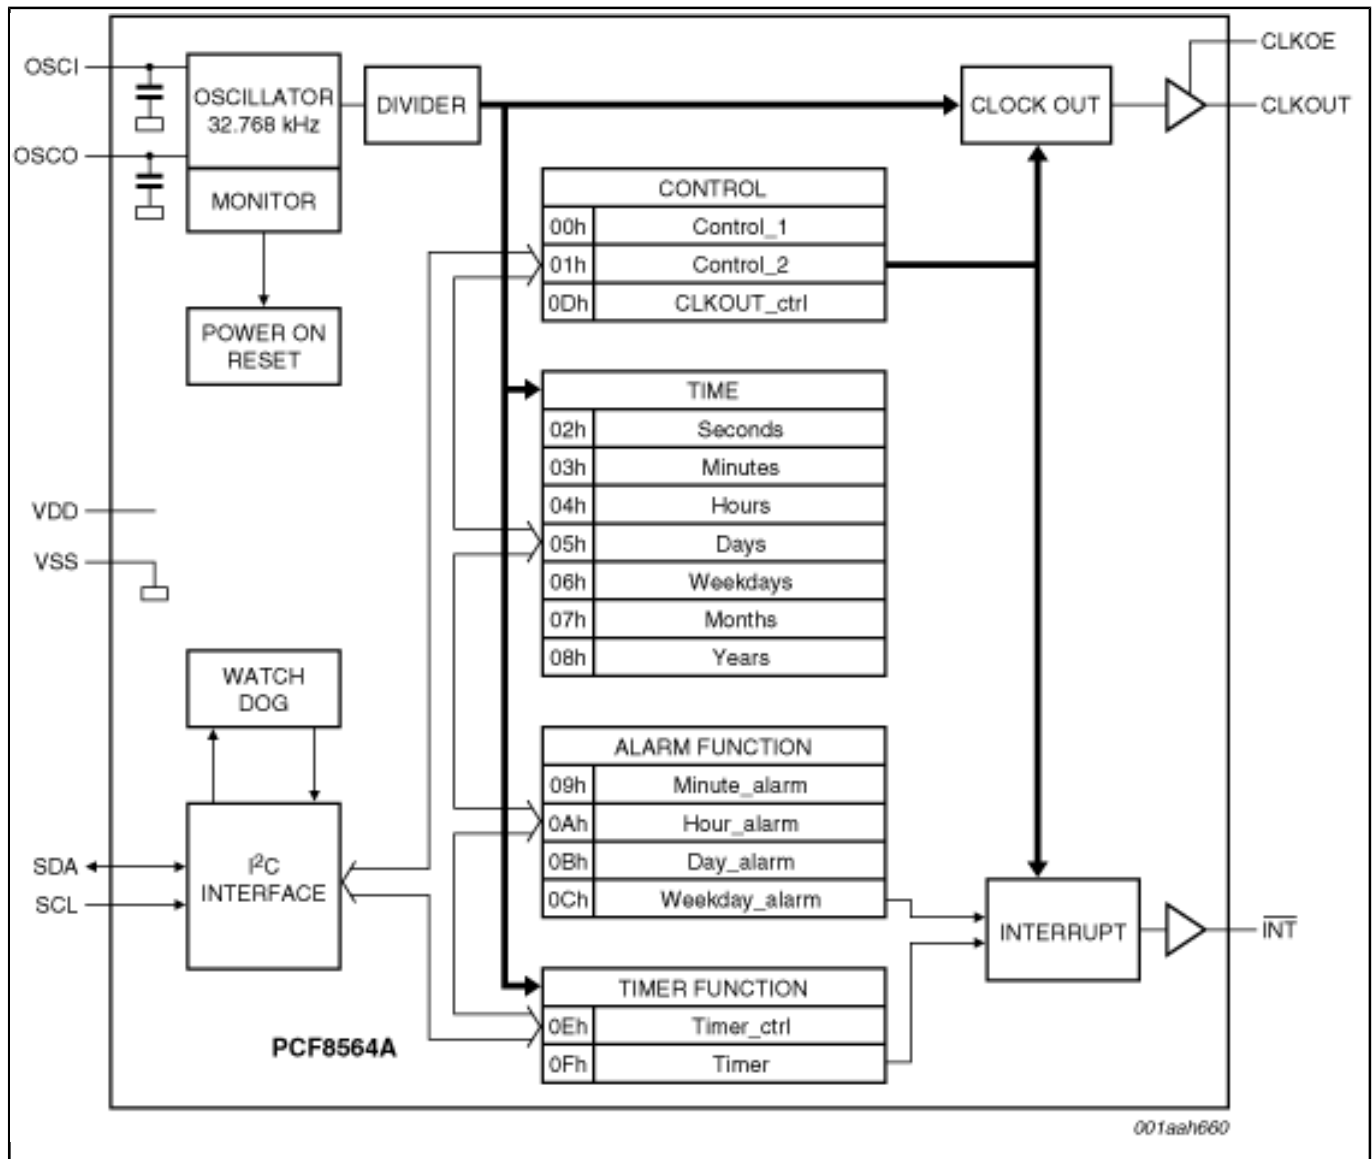 OSCI
OSCILLATOR
32.768 kHz
DIVIDER
CLOCK OUT
CLKOE
CLKOUT
OSCO
MONITOR
POWER ON
RESET
CONTROL
00h Control_1
01h Control_2
0Dh CLKOUT_ctrl
TIME
02h Seconds
03h Minutes
04h Hours
05h Days
06h Weekdays
07h Months
08h Years
VDD
VSS
WATCH
DOG
ALARM FUNCTION
09h Minute_alarm
0Ah Hour_alarm
0Bh Day_alarm
0Ch Weekday_alarm
SDA
SCL
I²C
INTERFACE
INTERRUPT
INT
TIMER FUNCTION
0Eh Timer_ctrl
0Fh Timer
PCF8564A
001aah660